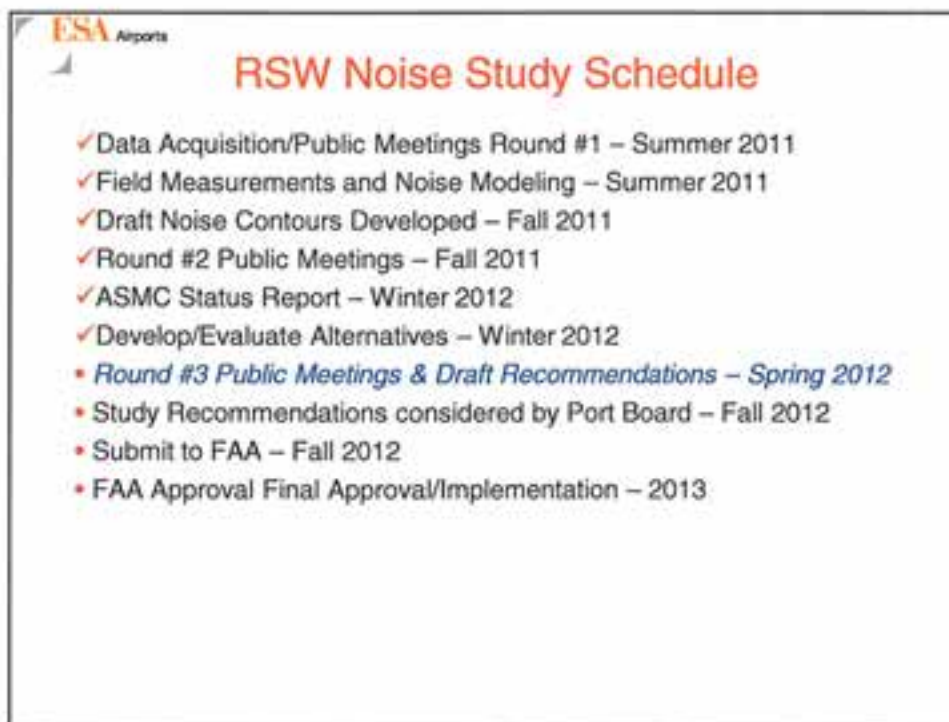 ESA Airports
RSW Noise Study Schedule
✓Data Acquisition/Public Meetings Round #1 – Summer 2011
✓Field Measurements and Noise Modeling – Summer 2011
✓Draft Noise Contours Developed – Fall 2011
✓Round #2 Public Meetings – Fall 2011
✓ASMC Status Report – Winter 2012
✓Develop/Evaluate Alternatives – Winter 2012
• Round #3 Public Meetings & Draft Recommendations – Spring 2012
• Study Recommendations considered by Port Board – Fall 2012
• Submit to FAA – Fall 2012
• FAA Approval Final Approval/Implementation – 2013